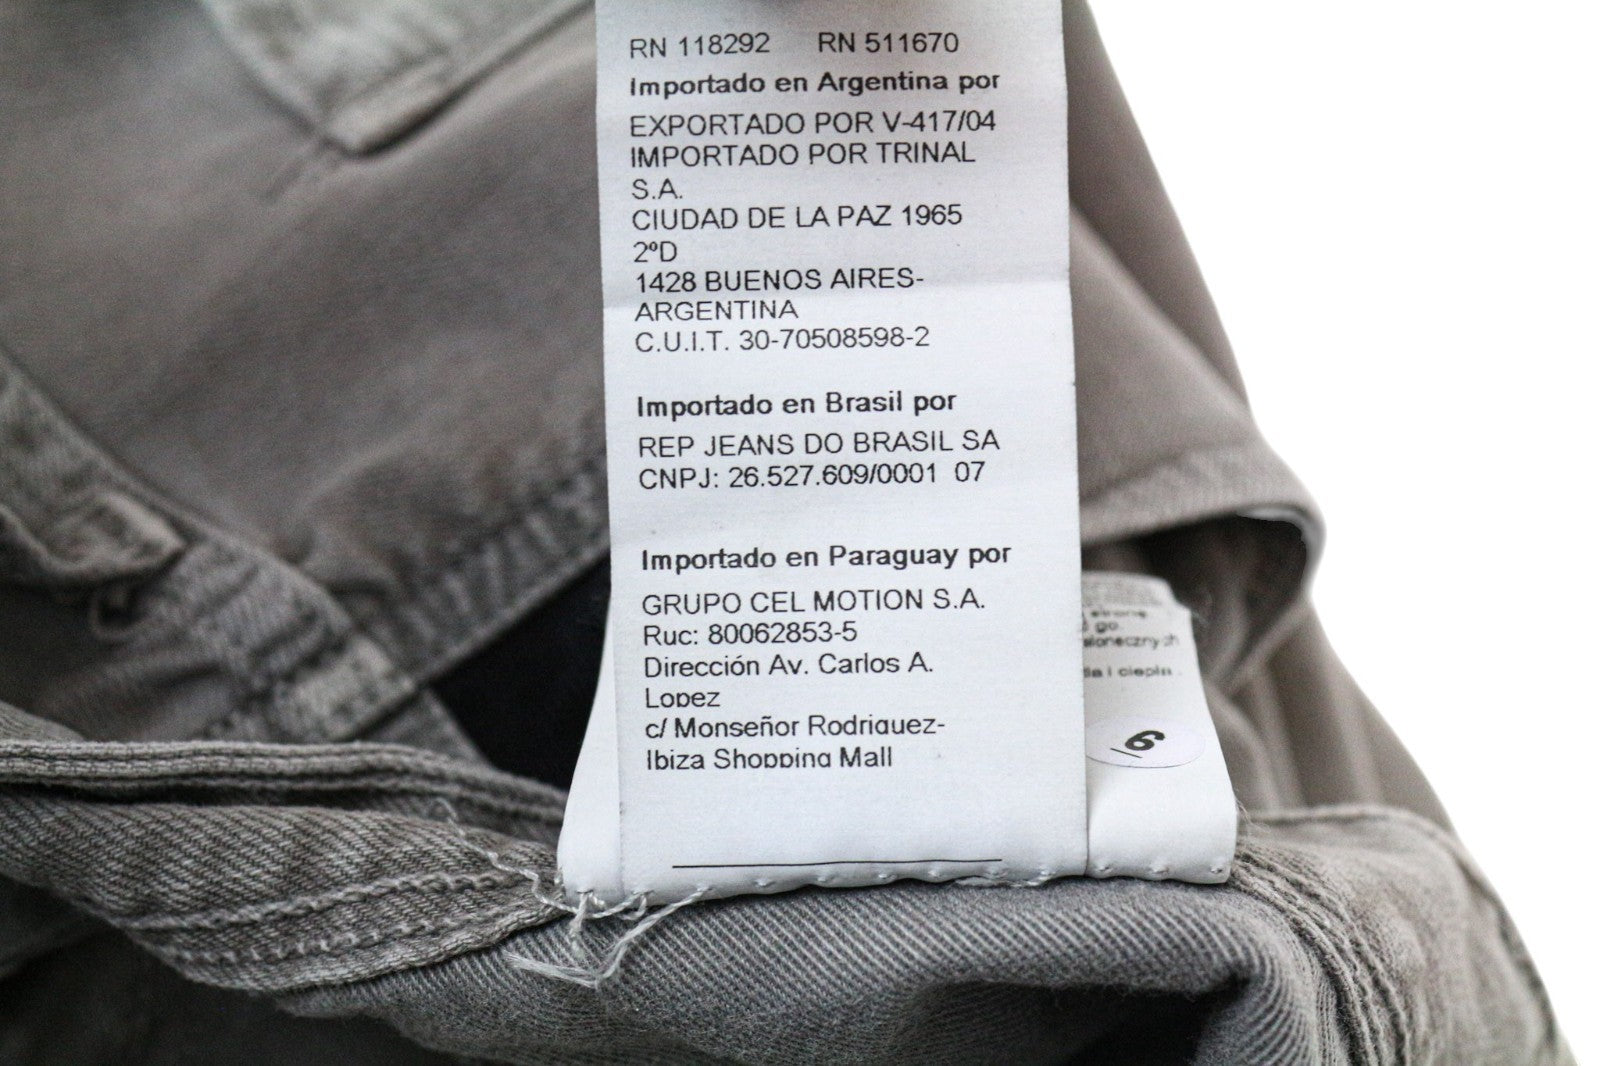 RN 118292 RN 511670
Importado en Argentina por
EXPORTADO POR V-417/04
IMPORTADO POR TRINAL
S.A.
CIUDAD DE LA PAZ 1965
2ºD
1428 BUENOS AIRES-
ARGENTINA
C.U.I.T. 30-70508598-2
Importado en Brasil por
REP JEANS DO BRASIL SA
CNPJ: 26.527.609/0001 07
Importado en Paraguay por
GRUPO CEL MOTION S.A.
Ruc: 80062853-5
Dirección Av. Carlos A.
Lopez
c/ Monseñor Rodriguez-
Ibiza Shopping Mall
go
i ciepła